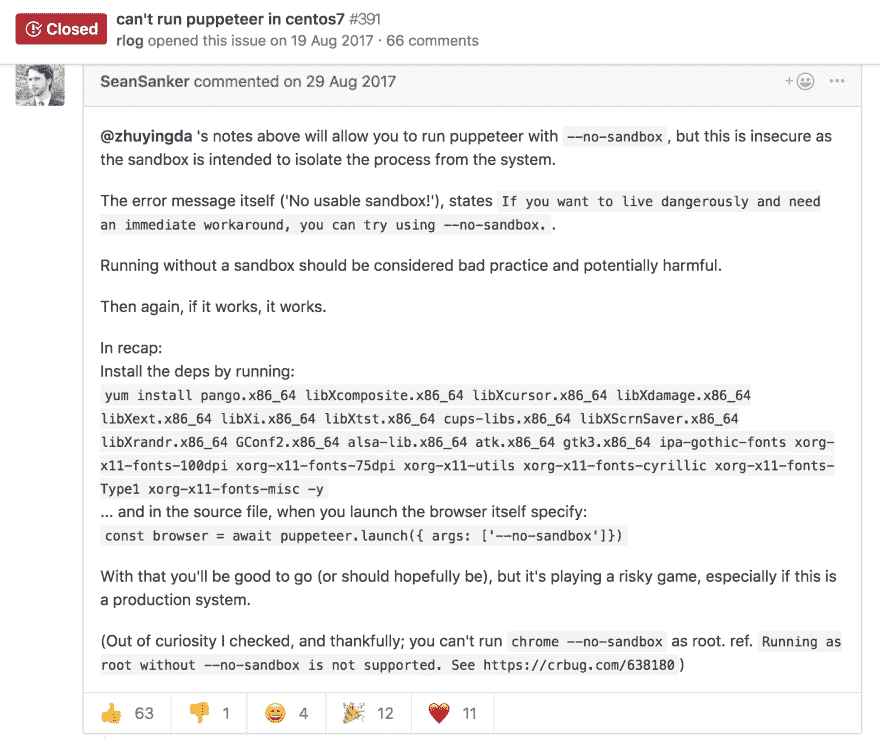 Closed
can't run puppeteer in centos7 #391
rlog opened this issue on 19 Aug 2017 · 66 comments
SeanSanker commented on 29 Aug 2017
@zhuyingda 's notes above will allow you to run puppeteer with --no-sandbox, but this is insecure as
the sandbox is intended to isolate the process from the system.
The error message itself ('No usable sandbox!'), states If you want to live dangerously and need
an immediate workaround, you can try using --no-sandbox. .
Running without a sandbox should be considered bad practice and potentially harmful.
Then again, if it works, it works.
In recap:
Install the deps by running:
yum install pango.x86_64 libXcomposite.x86_64 libXcursor.x86_64 libXdamage.x86_64
libXext.x86_64 libXi.x86_64 libXtst.x86_64 cups-libs.x86_64 libXScrnSaver.x86_64
libXrandr.x86_64 GConf2.x86_64 alsa-lib.x86_64 atk.x86_64 gtk3.x86_64 ipa-gothic-fonts xorg-
x11-fonts-100dpi xorg-x11-fonts-75dpi xorg-x11-utils xorg-x11-fonts-cyrillic xorg-x11-fonts-
Type1 xorg-x11-fonts-misc -y
... and in the source file, when you launch the browser itself specify:
const browser = await puppeteer.launch({ args: ['--no-sandbox']})
With that you'll be good to go (or should hopefully be), but it's playing a risky game, especially if this is
a production system.
(Out of curiosity I checked, and thankfully; you can't run chrome --no-sandbox as root. ref. Running as
root without --no-sandbox is not supported. See https://crbug.com/638180 )
63 1 4 12 11